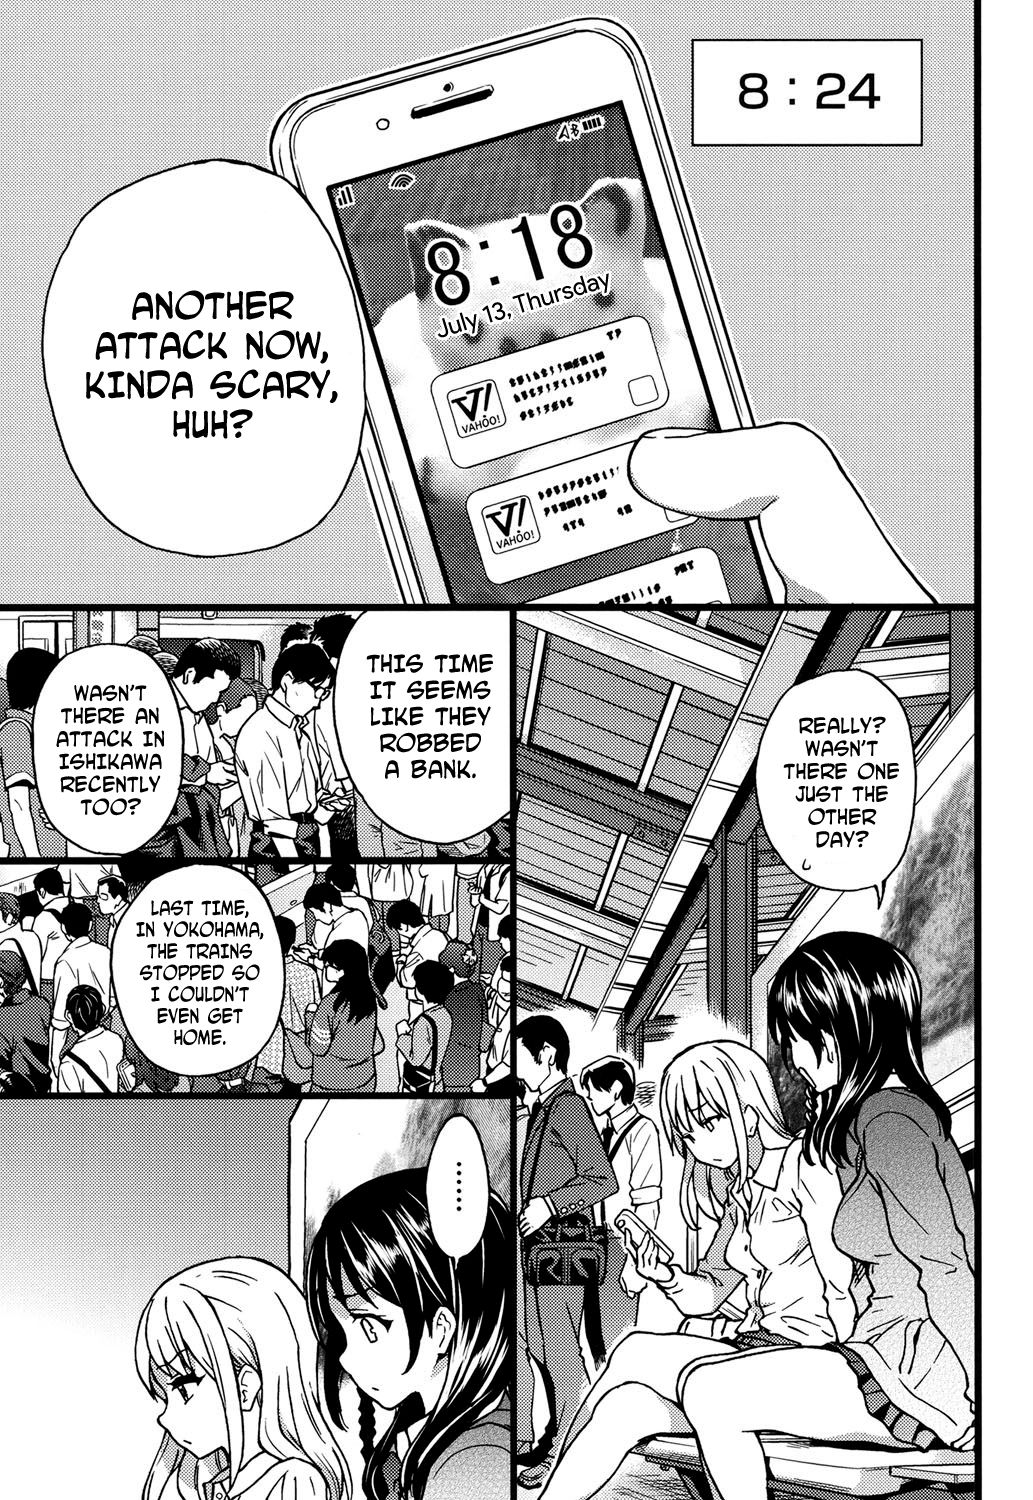 8:24
8:18
July 13, Thursday
VAHOO!
VAHOO!
ANOTHER
ATTACK NOW,
KINDA SCARY,
HUH?
REALLY?
WASN'T
THERE ONE
JUST THE
OTHER
DAY?
THIS TIME
IT SEEMS
LIKE THEY
ROBBED
A BANK.
WASN'T
THERE AN
ATTACK IN
ISHIKAWA
RECENTLY
TOO?
LAST TIME,
IN YOKOHAMA,
THE TRAINS
STOPPED SO
I COULDN'T
EVEN GET
HOME.
......